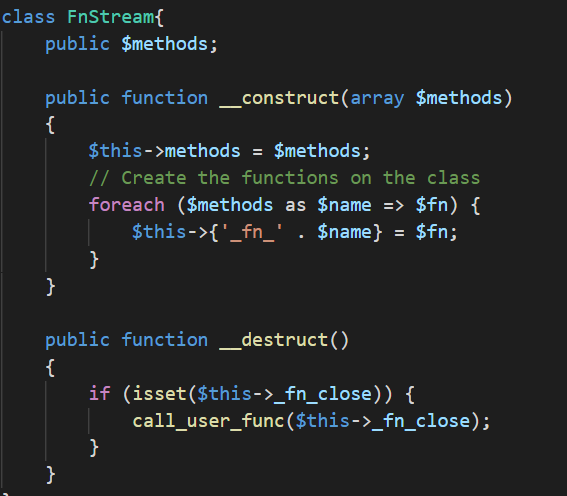 class FnStream{
    public $methods;

    public function __construct(array $methods)
    {
        $this->methods = $methods;
        // Create the functions on the class
        foreach ($methods as $name => $fn) {
            $this->{'_fn_' . $name} = $fn;
        }
    }

    public function __destruct()
    {
        if (isset($this->_fn_close)) {
            call_user_func($this->_fn_close);
        }
    }